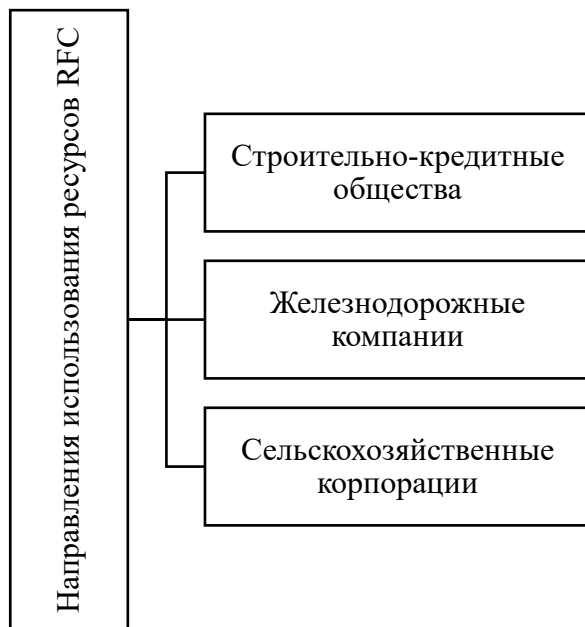 Направления использования ресурсов RFC
Строительно-кредитные
общества
Железнодорожные
компании
Сельскохозяйственные
корпорации